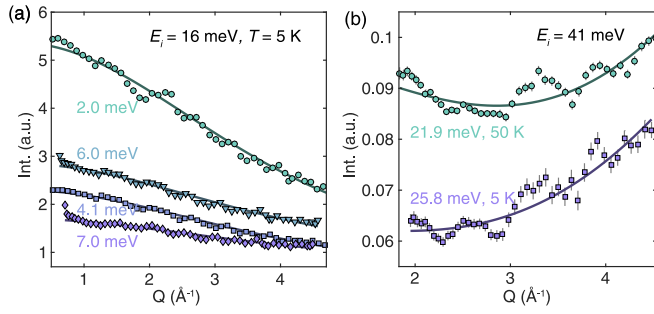 (a)
E_i = 16 meV, T = 5 K
2.0 meV
6.0 meV
4.1 meV
7.0 meV
Int. (a.u.)
6
5
4
3
2
1
1 2 3 4
Q (Å⁻¹)
(b)
E_i = 41 meV
21.9 meV, 50 K
25.8 meV, 5 K
Int. (a.u.)
0.1
0.09
0.08
0.07
0.06
2 3 4
Q (Å⁻¹)